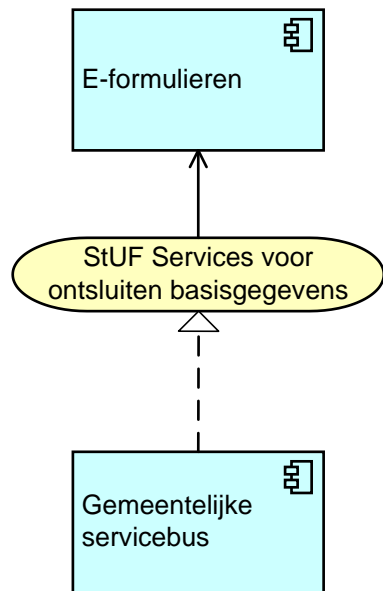 E-formulieren
StUF Services voor
ontsluiten basisgegevens
Gemeentelijke
servicebus